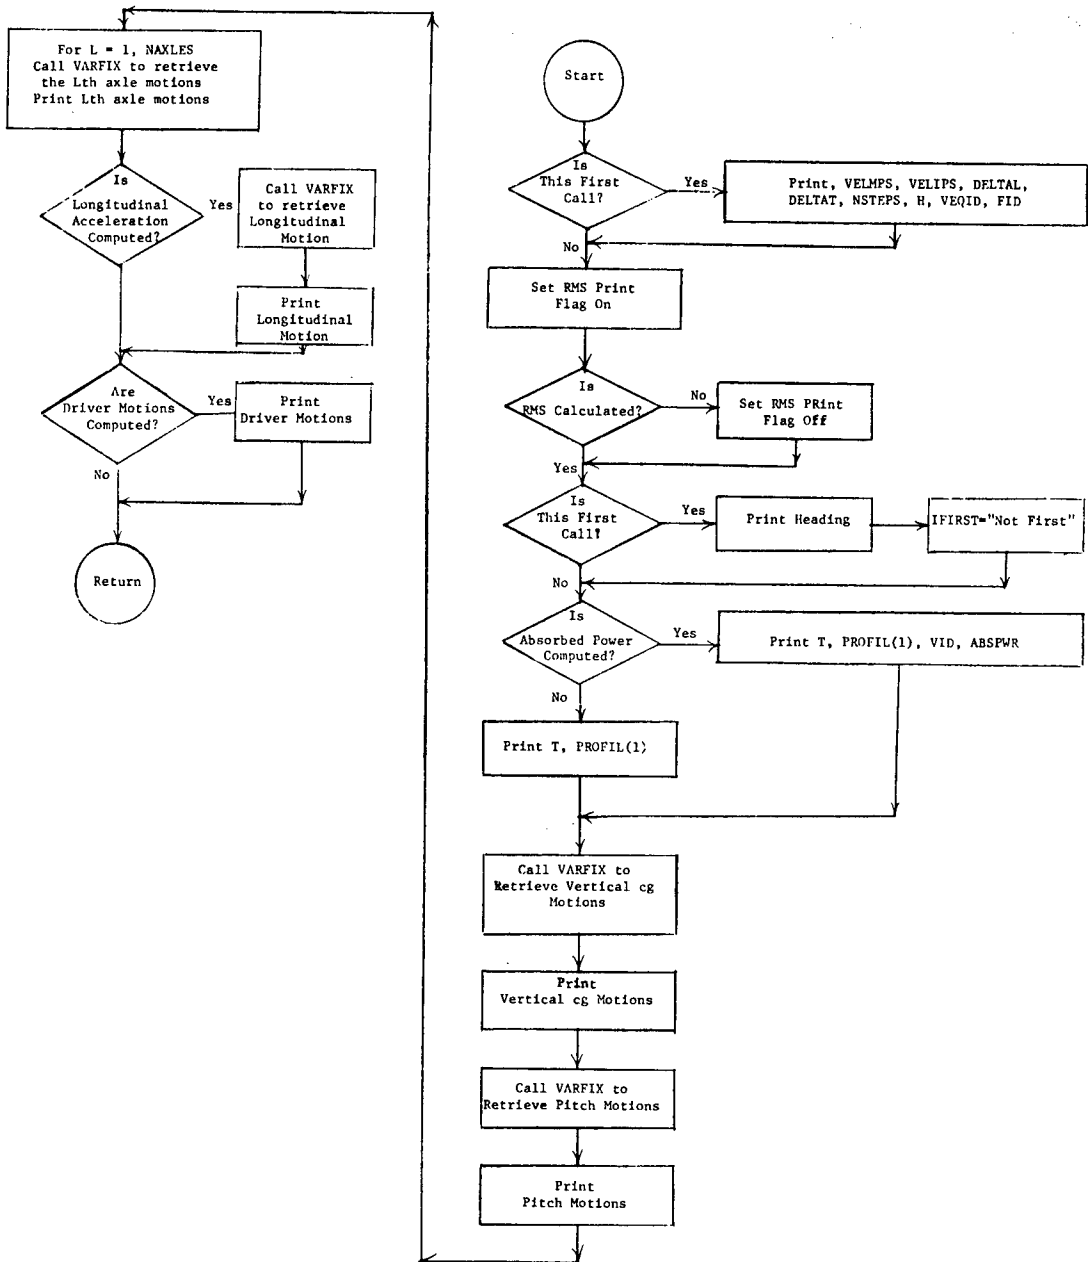 For L = 1, NAXLES
Call VARFIX to retrieve
the Lth axle motions
Print Lth axle motions
Is
Longitudinal
Acceleration
Computed?
Yes
Call VARFIX
to retrieve
Longitudinal
Motion
Print
Longitudinal
Motion
Are
Driver Motions
Computed?
Yes
Print
Driver Motions
No
Return
Start
Is
This First
Call?
Yes
Print, VELMPS, VELIPS, DELTAL,
DELTAT, NSTEPS, H, VEQID, FID
No
Set RMS Print
Flag On
Is
RMS Calculated?
No
Set RMS PRint
Flag Off
Yes
Is
This First
Call?
Yes
Print Heading
IFIRST="Not First"
No
Is
Absorbed Power
Computed?
Yes
Print T, PROFIL(1), VID, ABSPWR
No
Print T, PROFIL(1)
Call VARFIX to
Retrieve Vertical cg
Motions
Print
Vertical cg Motions
Call VARFIX to
Retrieve Pitch Motions
Print
Pitch Motions